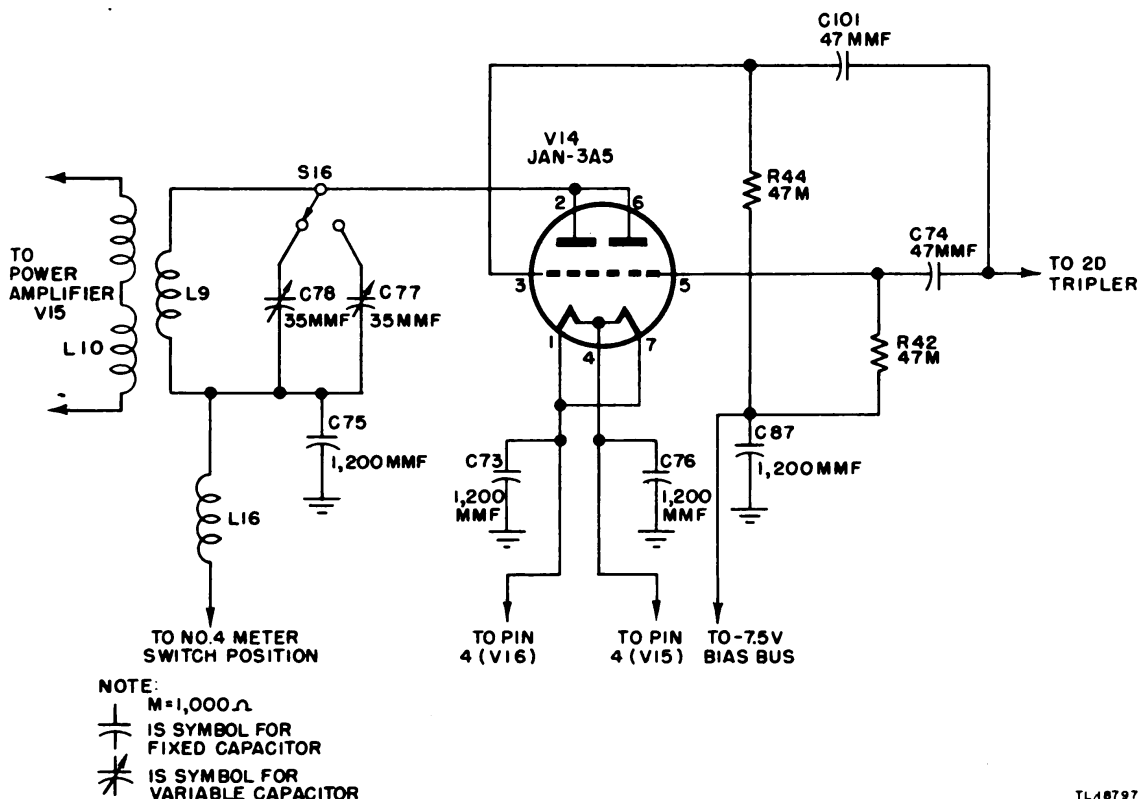 C101
47 MMF
V14
JAN-3A5
S16
R44
47M
2
6
C74
47MMF
TO
POWER
AMPLIFIER
V15
L9
C78
35MMF
C77
35MMF
3
5
TO 2D
TRIPLER
L10
1
4
7
R42
47M
C75
1,200 MMF
C73
1,200
MMF
C76
1,200
MMF
C87
1,200 MMF
L16
TO NO.4 METER
SWITCH POSITION
TO PIN
4 (V16)
TO PIN
4 (V15)
TO -7.5V
BIAS BUS
NOTE:
M=1,000Ω
IS SYMBOL FOR
FIXED CAPACITOR
IS SYMBOL FOR
VARIABLE CAPACITOR
TL48797